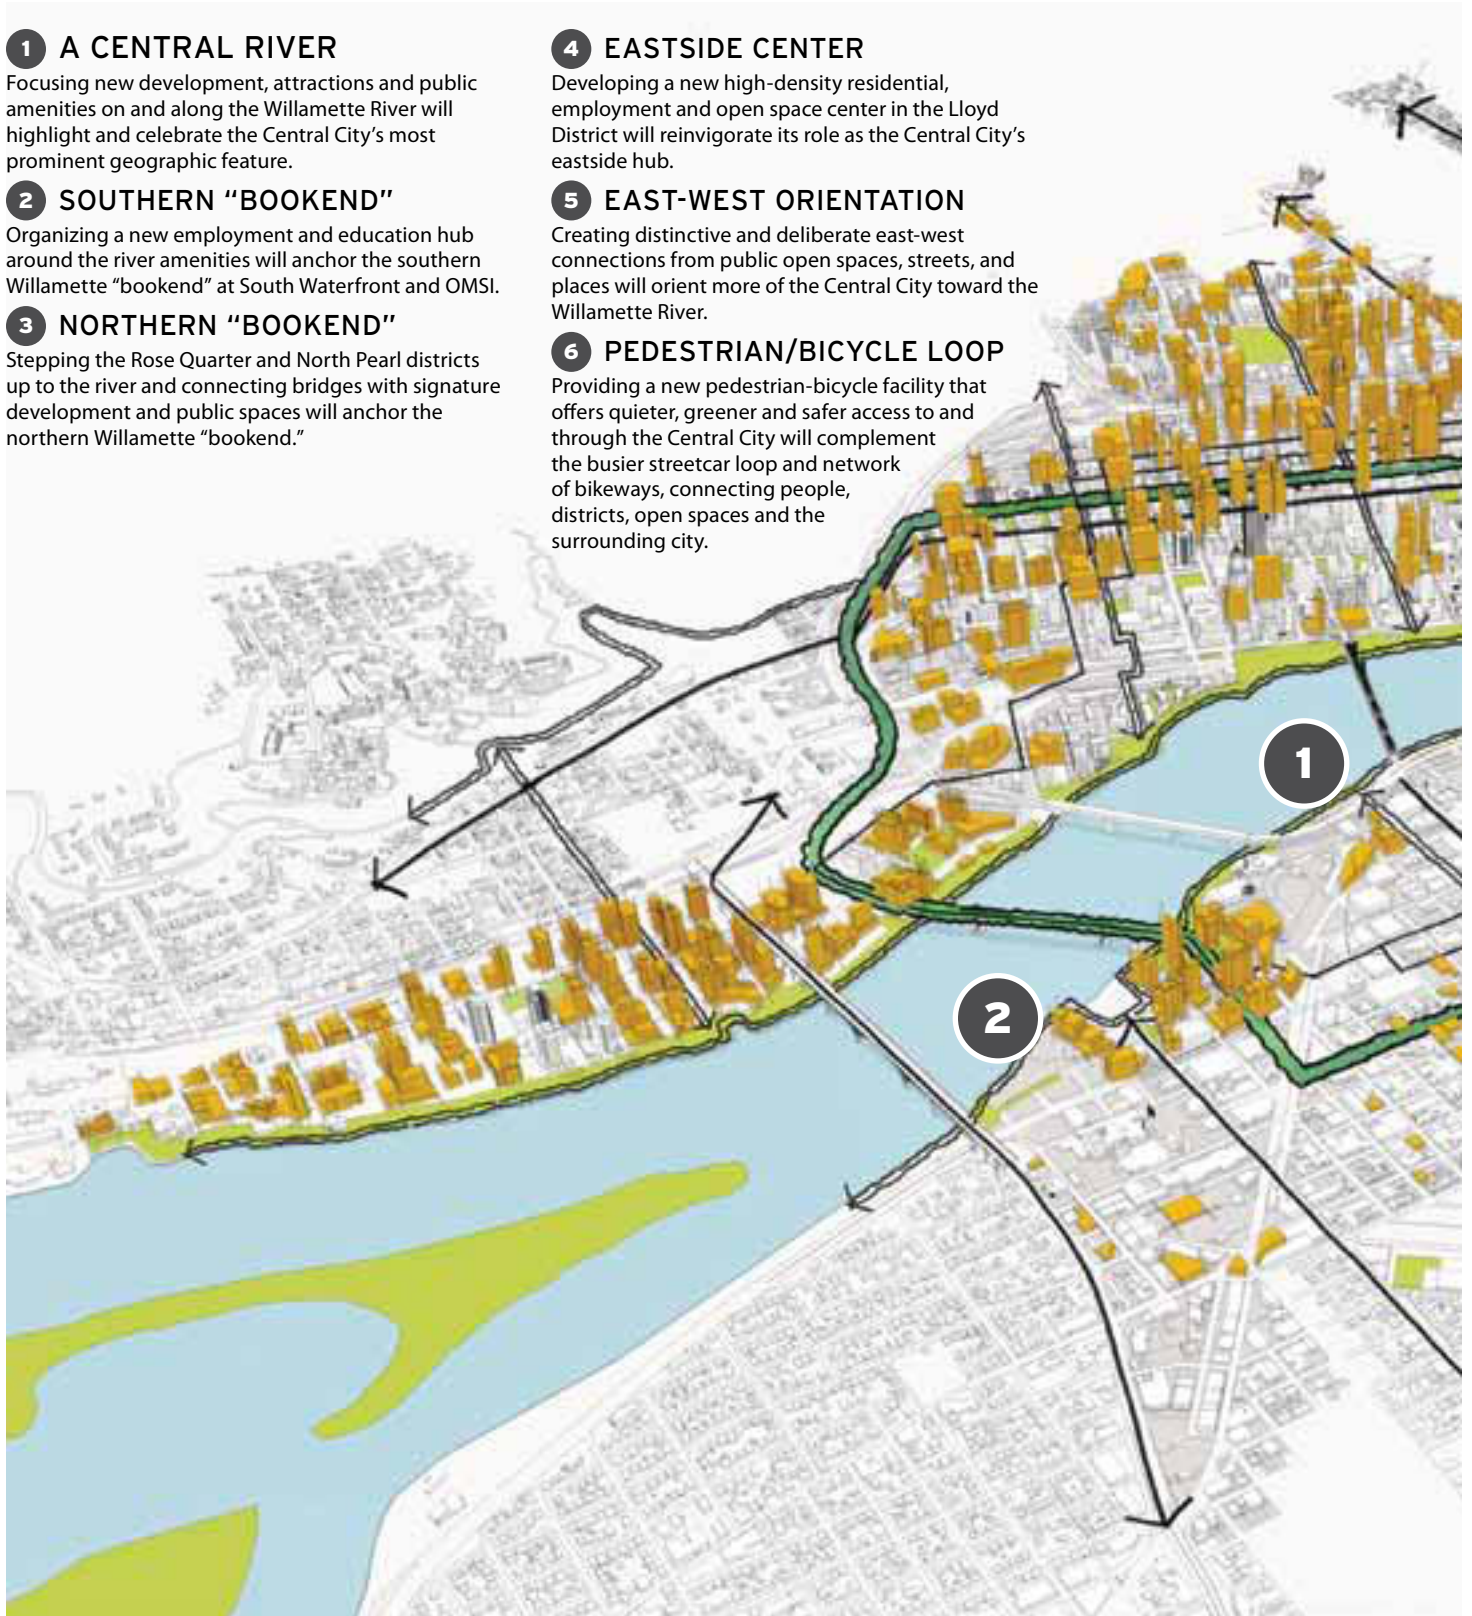 1 A CENTRAL RIVER
Focusing new development, attractions and public
amenities on and along the Willamette River will
highlight and celebrate the Central City’s most
prominent geographic feature.
2 SOUTHERN “BOOKEND”
Organizing a new employment and education hub
around the river amenities will anchor the southern
Willamette “bookend” at South Waterfront and OMSI.
3 NORTHERN “BOOKEND”
Stepping the Rose Quarter and North Pearl districts
up to the river and connecting bridges with signature
development and public spaces will anchor the
northern Willamette “bookend.”
4 EASTSIDE CENTER
Developing a new high-density residential,
employment and open space center in the Lloyd
District will reinvigorate its role as the Central City’s
eastside hub.
5 EAST-WEST ORIENTATION
Creating distinctive and deliberate east-west
connections from public open spaces, streets, and
places will orient more of the Central City toward the
Willamette River.
6 PEDESTRIAN/BICYCLE LOOP
Providing a new pedestrian-bicycle facility that
offers quieter, greener and safer access to and
through the Central City will complement
the busier streetcar loop and network
of bikeways, connecting people,
districts, open spaces and the
surrounding city.
1
2